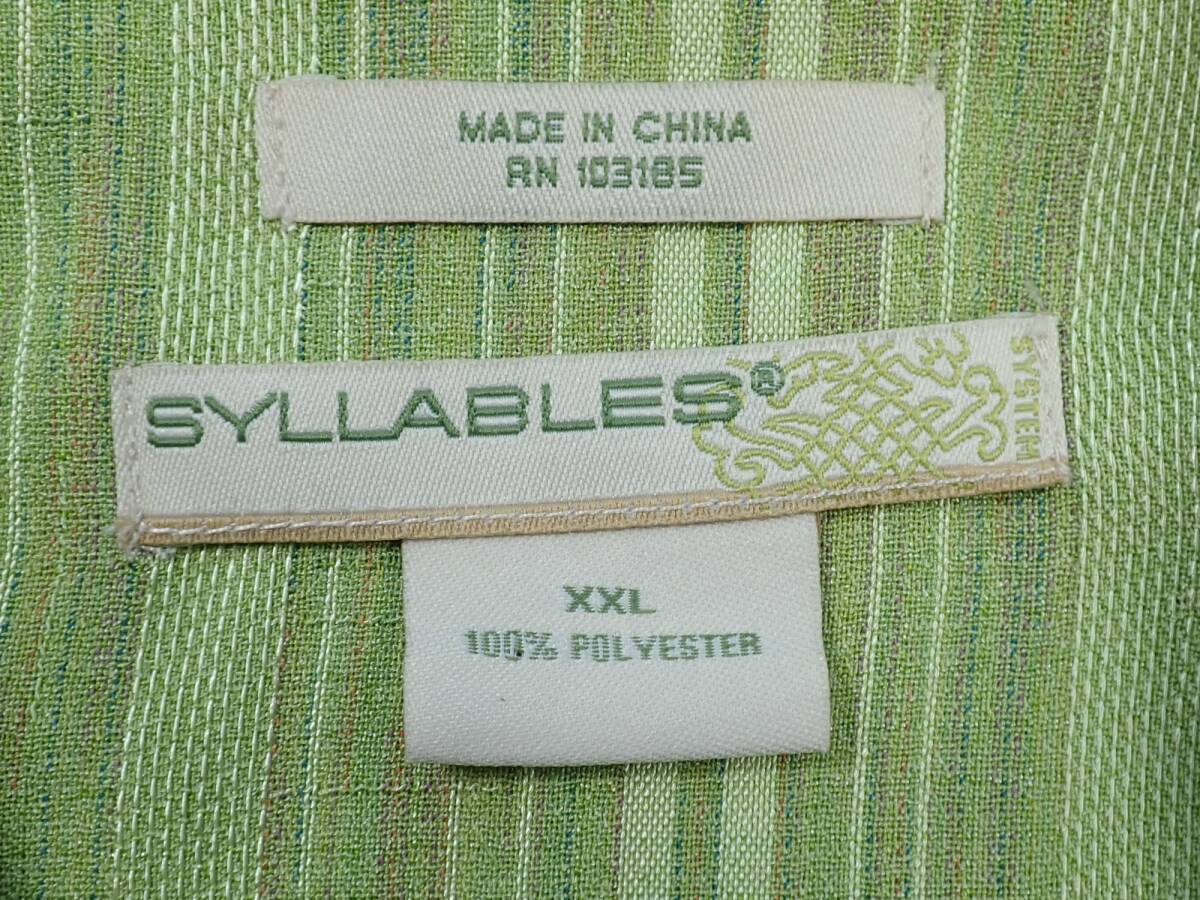 MADE IN CHINA
RN 103185
SYLLABLES®
SYSTEM
XXL
100% POLYESTER